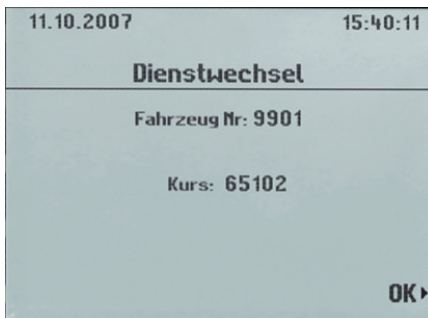 11.10.2007 15:40:11
Dienstwechsel
Fahrzeug Nr: 9901
Kurs: 65102
OK